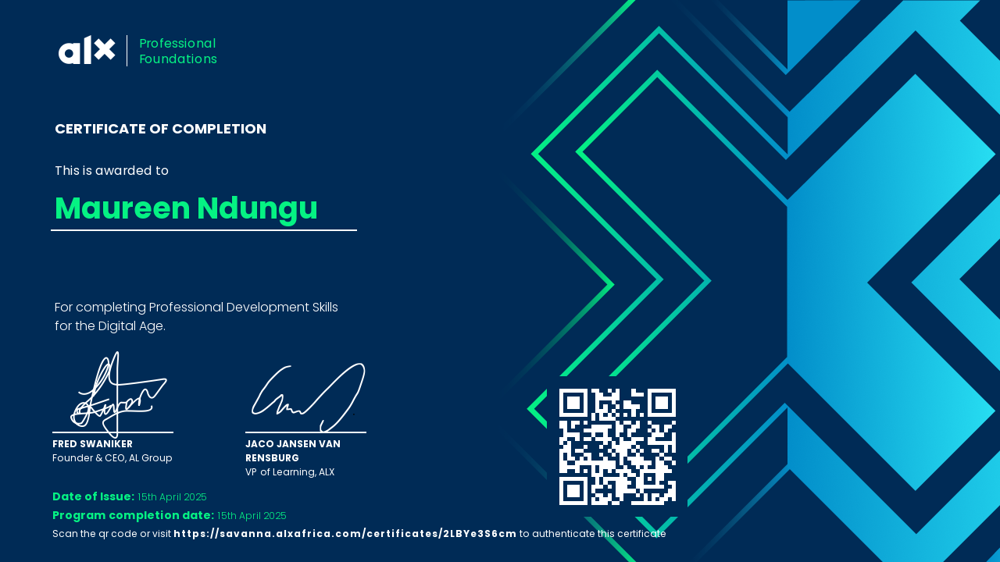 alx
Professional
Foundations
CERTIFICATE OF COMPLETION
This is awarded to
Maureen Ndungu
For completing Professional Development Skills
for the Digital Age.
FRED SWANIKER
Founder & CEO, AL Group
JACO JANSEN VAN
RENSBURG
VP of Learning, ALX
Date of Issue: 15th April 2025
Program completion date: 15th April 2025
Scan the qr code or visit https://savanna.alxafrica.com/certificates/2LBYe3S6cm to authenticate this certificate